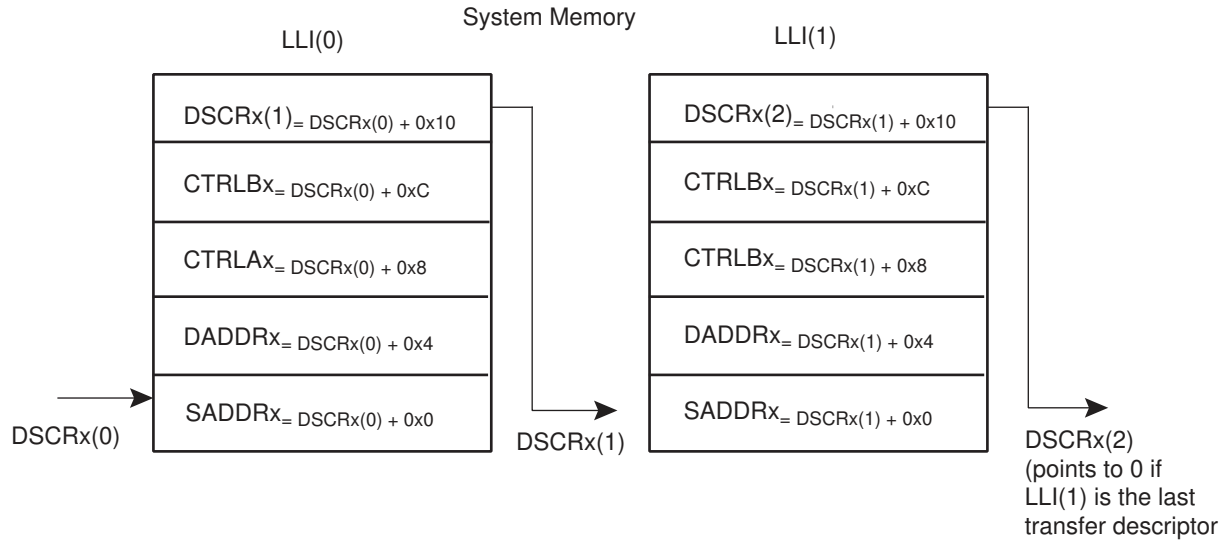 System Memory
LLI(0)
LLI(1)
DSCRx(1)= DSCRx(0) + 0x10
DSCRx(2)= DSCRx(1) + 0x10
CTRLBx= DSCRx(0) + 0xC
CTRLBx= DSCRx(1) + 0xC
CTRLAx= DSCRx(0) + 0x8
CTRLBx= DSCRx(1) + 0x8
DADDRx= DSCRx(0) + 0x4
DADDRx= DSCRx(1) + 0x4
SADDRx= DSCRx(0) + 0x0
SADDRx= DSCRx(1) + 0x0
DSCRx(0)
DSCRx(1)
DSCRx(2)
(points to 0 if
LLI(1) is the last
transfer descriptor